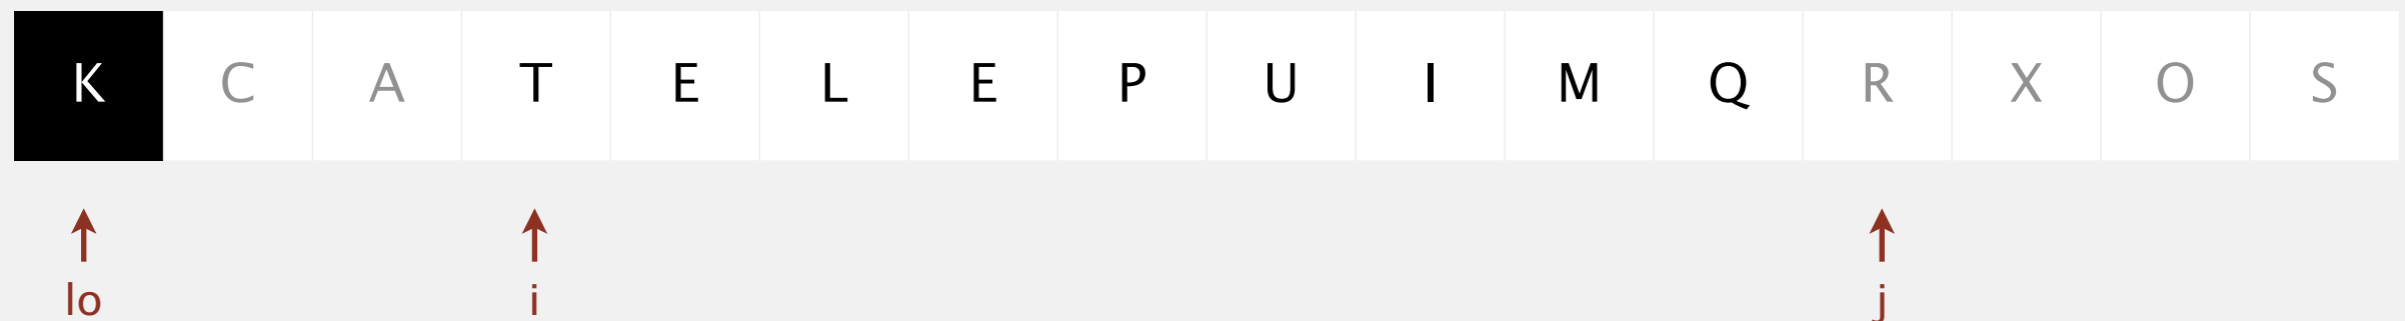 K C A T E L E P U I M Q R X O S
lo i j